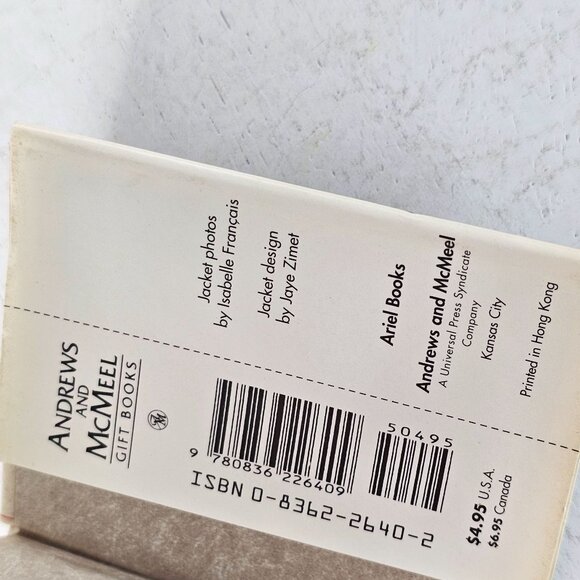 Jacket photos
by Isabelle Français
Jacket design
by Jaye Zimet
Ariel Books
Andrews and McMeel
A Universal Press Syndicate
Company
Kansas City
Printed in Hong Kong
ANDREWS
AND
McMEEL
GIFT BOOKS
50495
9 780836 226409
ISBN 0-8362-2640-2
$4.95 U.S.A.
$6.95 Canada